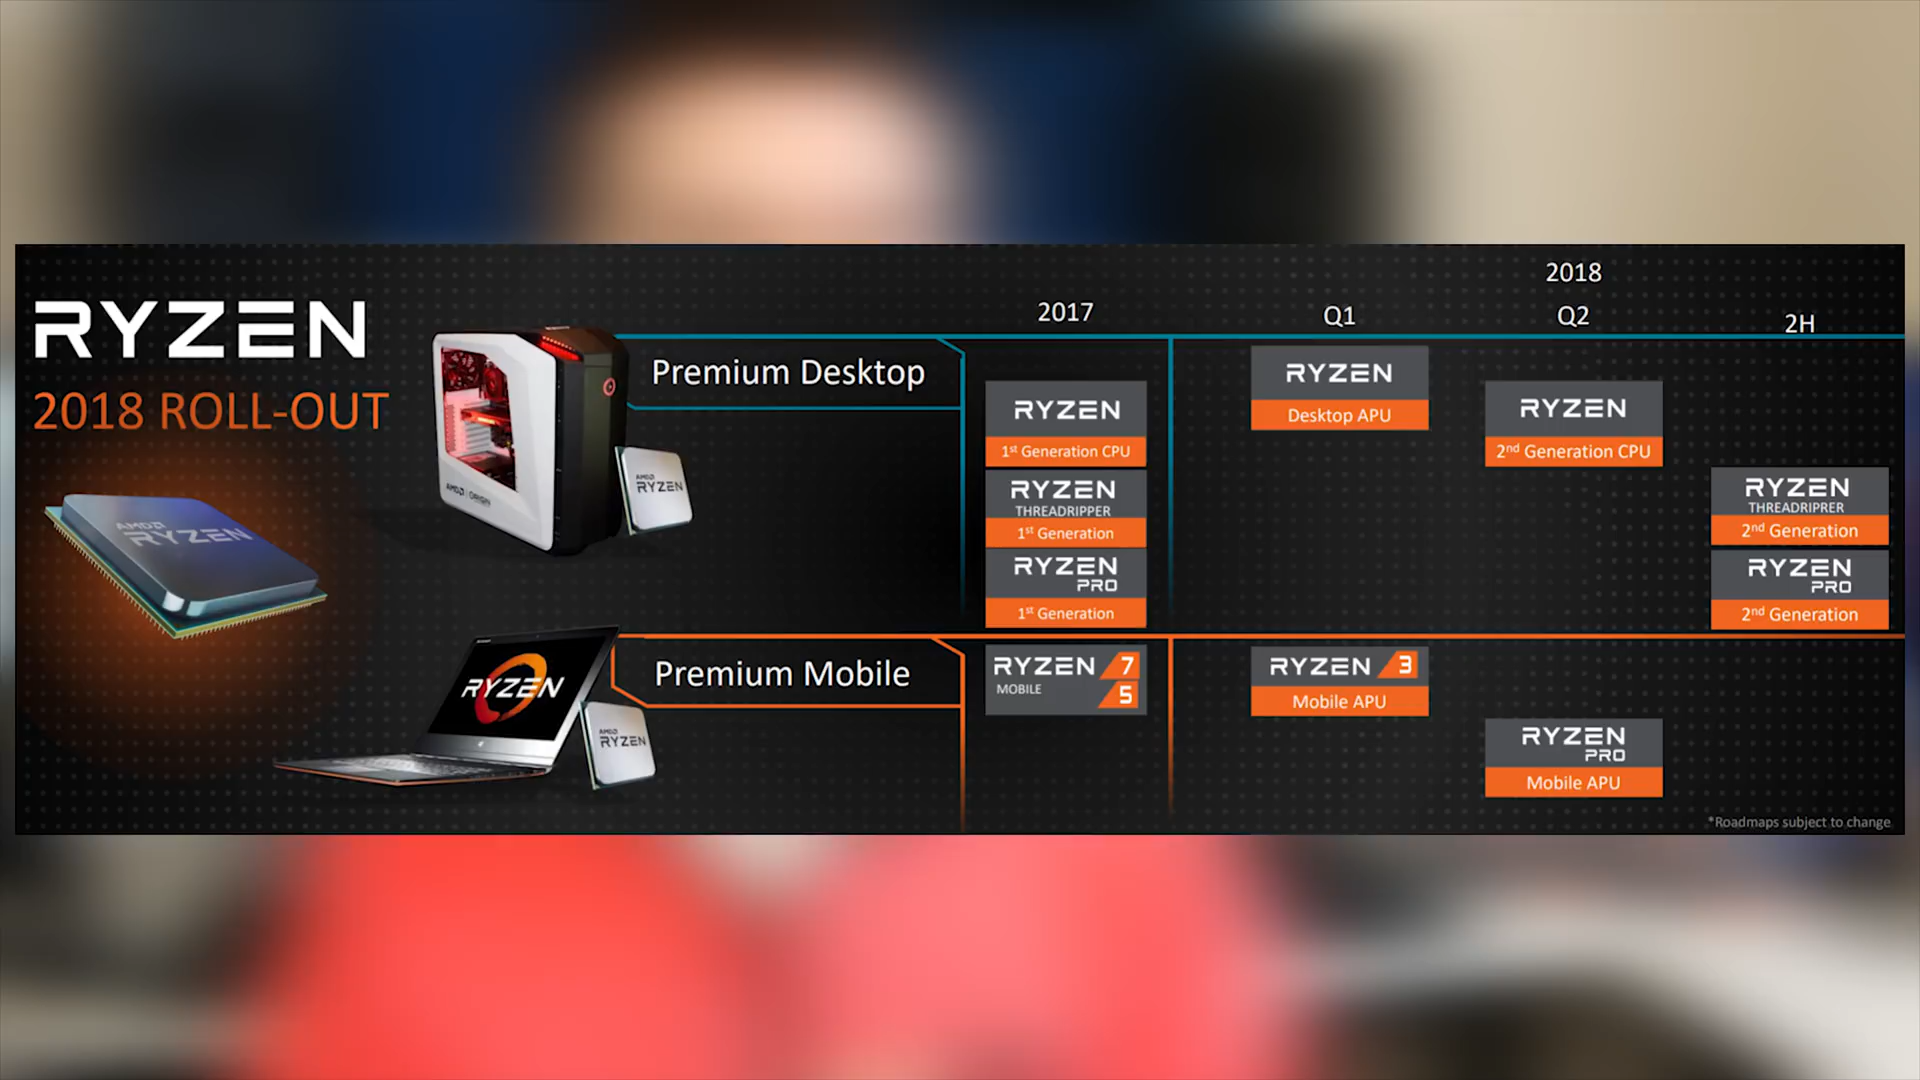 RYZEN
2018 ROLL-OUT
AMD
RYZEN
AMD ORIGIN
AMD
RYZEN
RYZEN
AMD
RYZEN
2017
2018
Q1
Q2
2H
Premium Desktop
RYZEN
1st Generation CPU
RYZEN
THREADRIPPER
1st Generation
RYZEN
PRO
1st Generation
RYZEN
Desktop APU
RYZEN
2nd Generation CPU
RYZEN
THREADRIPRER
2nd Generation
RYZEN
PRO
2nd Generation
Premium Mobile
RYZEN 7
MOBILE 5
RYZEN 3
Mobile APU
RYZEN
PRO
Mobile APU
*Roadmaps subject to change